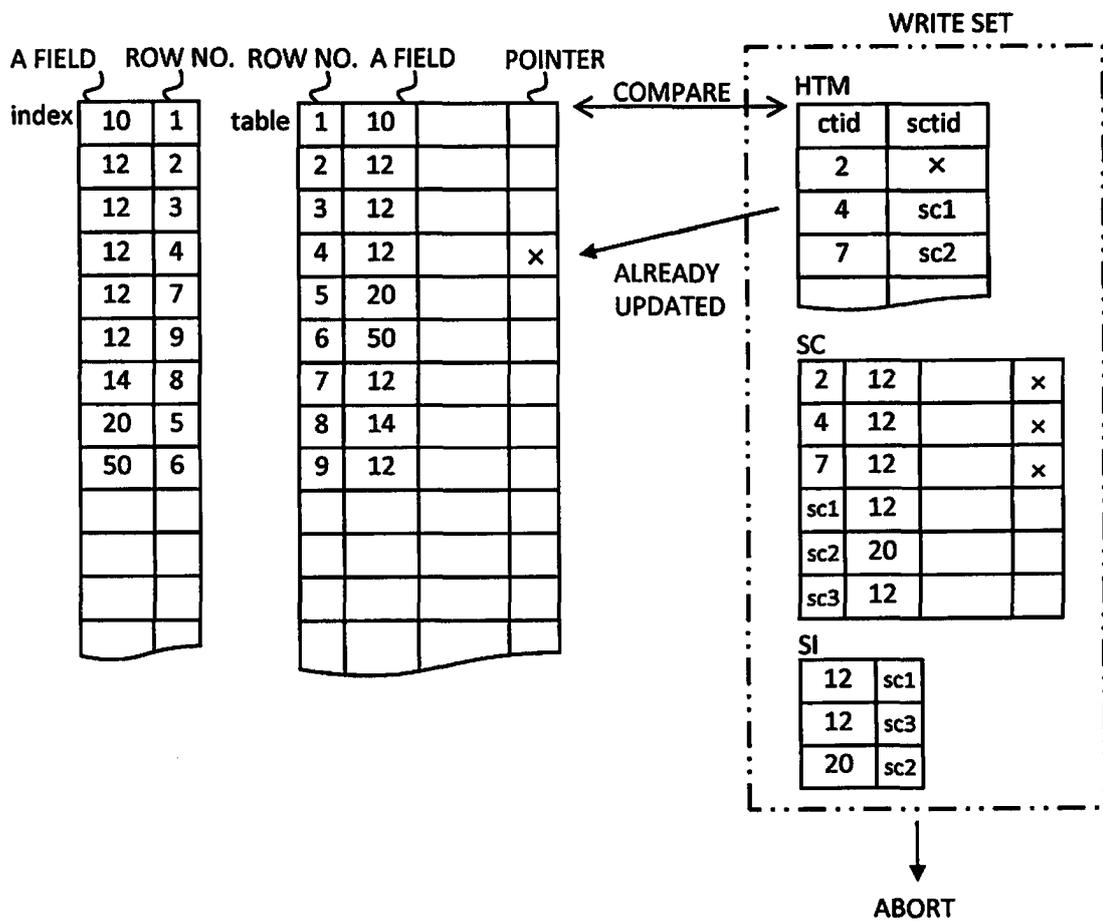 WRITE SET
A FIELD ROW NO. ROW NO. A FIELD POINTER
COMPARE
HTM
index
10 1
12 2
12 3
12 4
12 7
12 9
14 8
20 5
50 6
table
1 10
2 12
3 12
4 12 ×
5 20
6 50
7 12
8 14
9 12
ALREADY
UPDATED
ctid sctid
2 ×
4 sc1
7 sc2
SC
2 12 ×
4 12 ×
7 12 ×
sc1 12
sc2 20
sc3 12
SI
12 sc1
12 sc3
20 sc2
ABORT